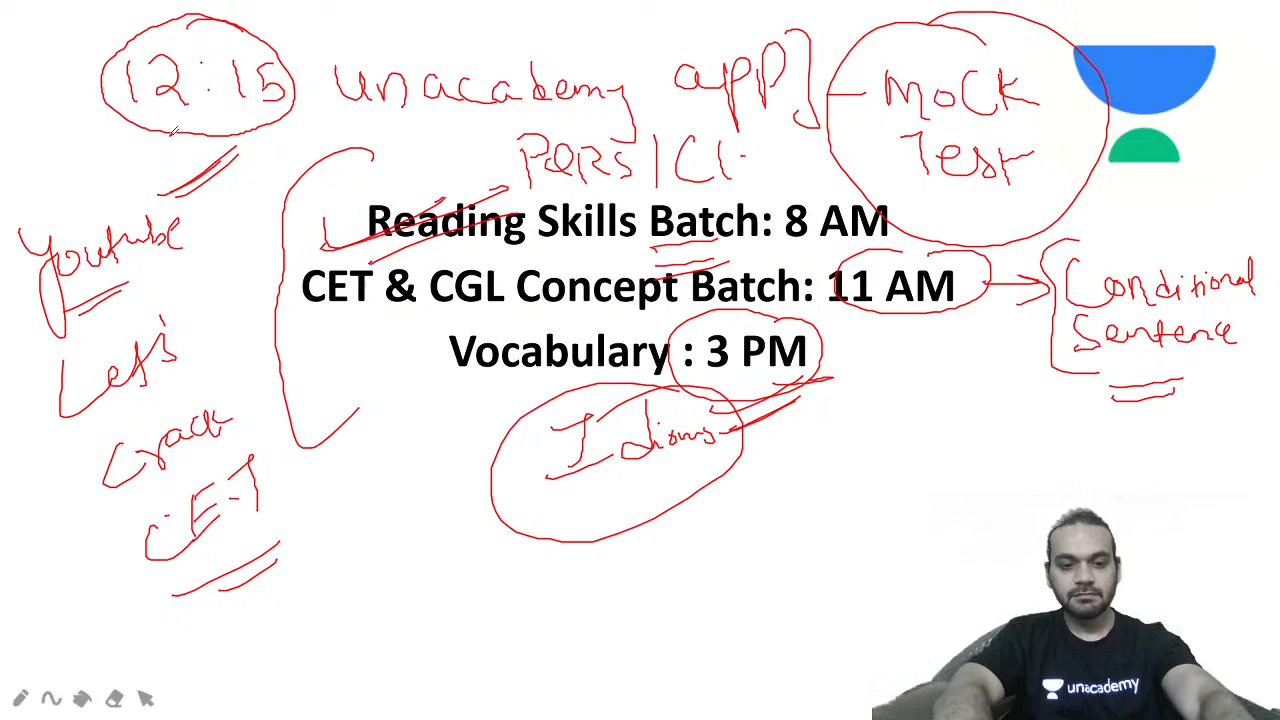 12:15 unacademy app] — Mock
Test
PQRS/Cl.
Reading Skills Batch: 8 AM
CET & CGL Concept Batch: 11 AM
Conditional
Sentence
Vocabulary : 3 PM
Idioms
Youtube
Let's
Crack
CET
unacademy